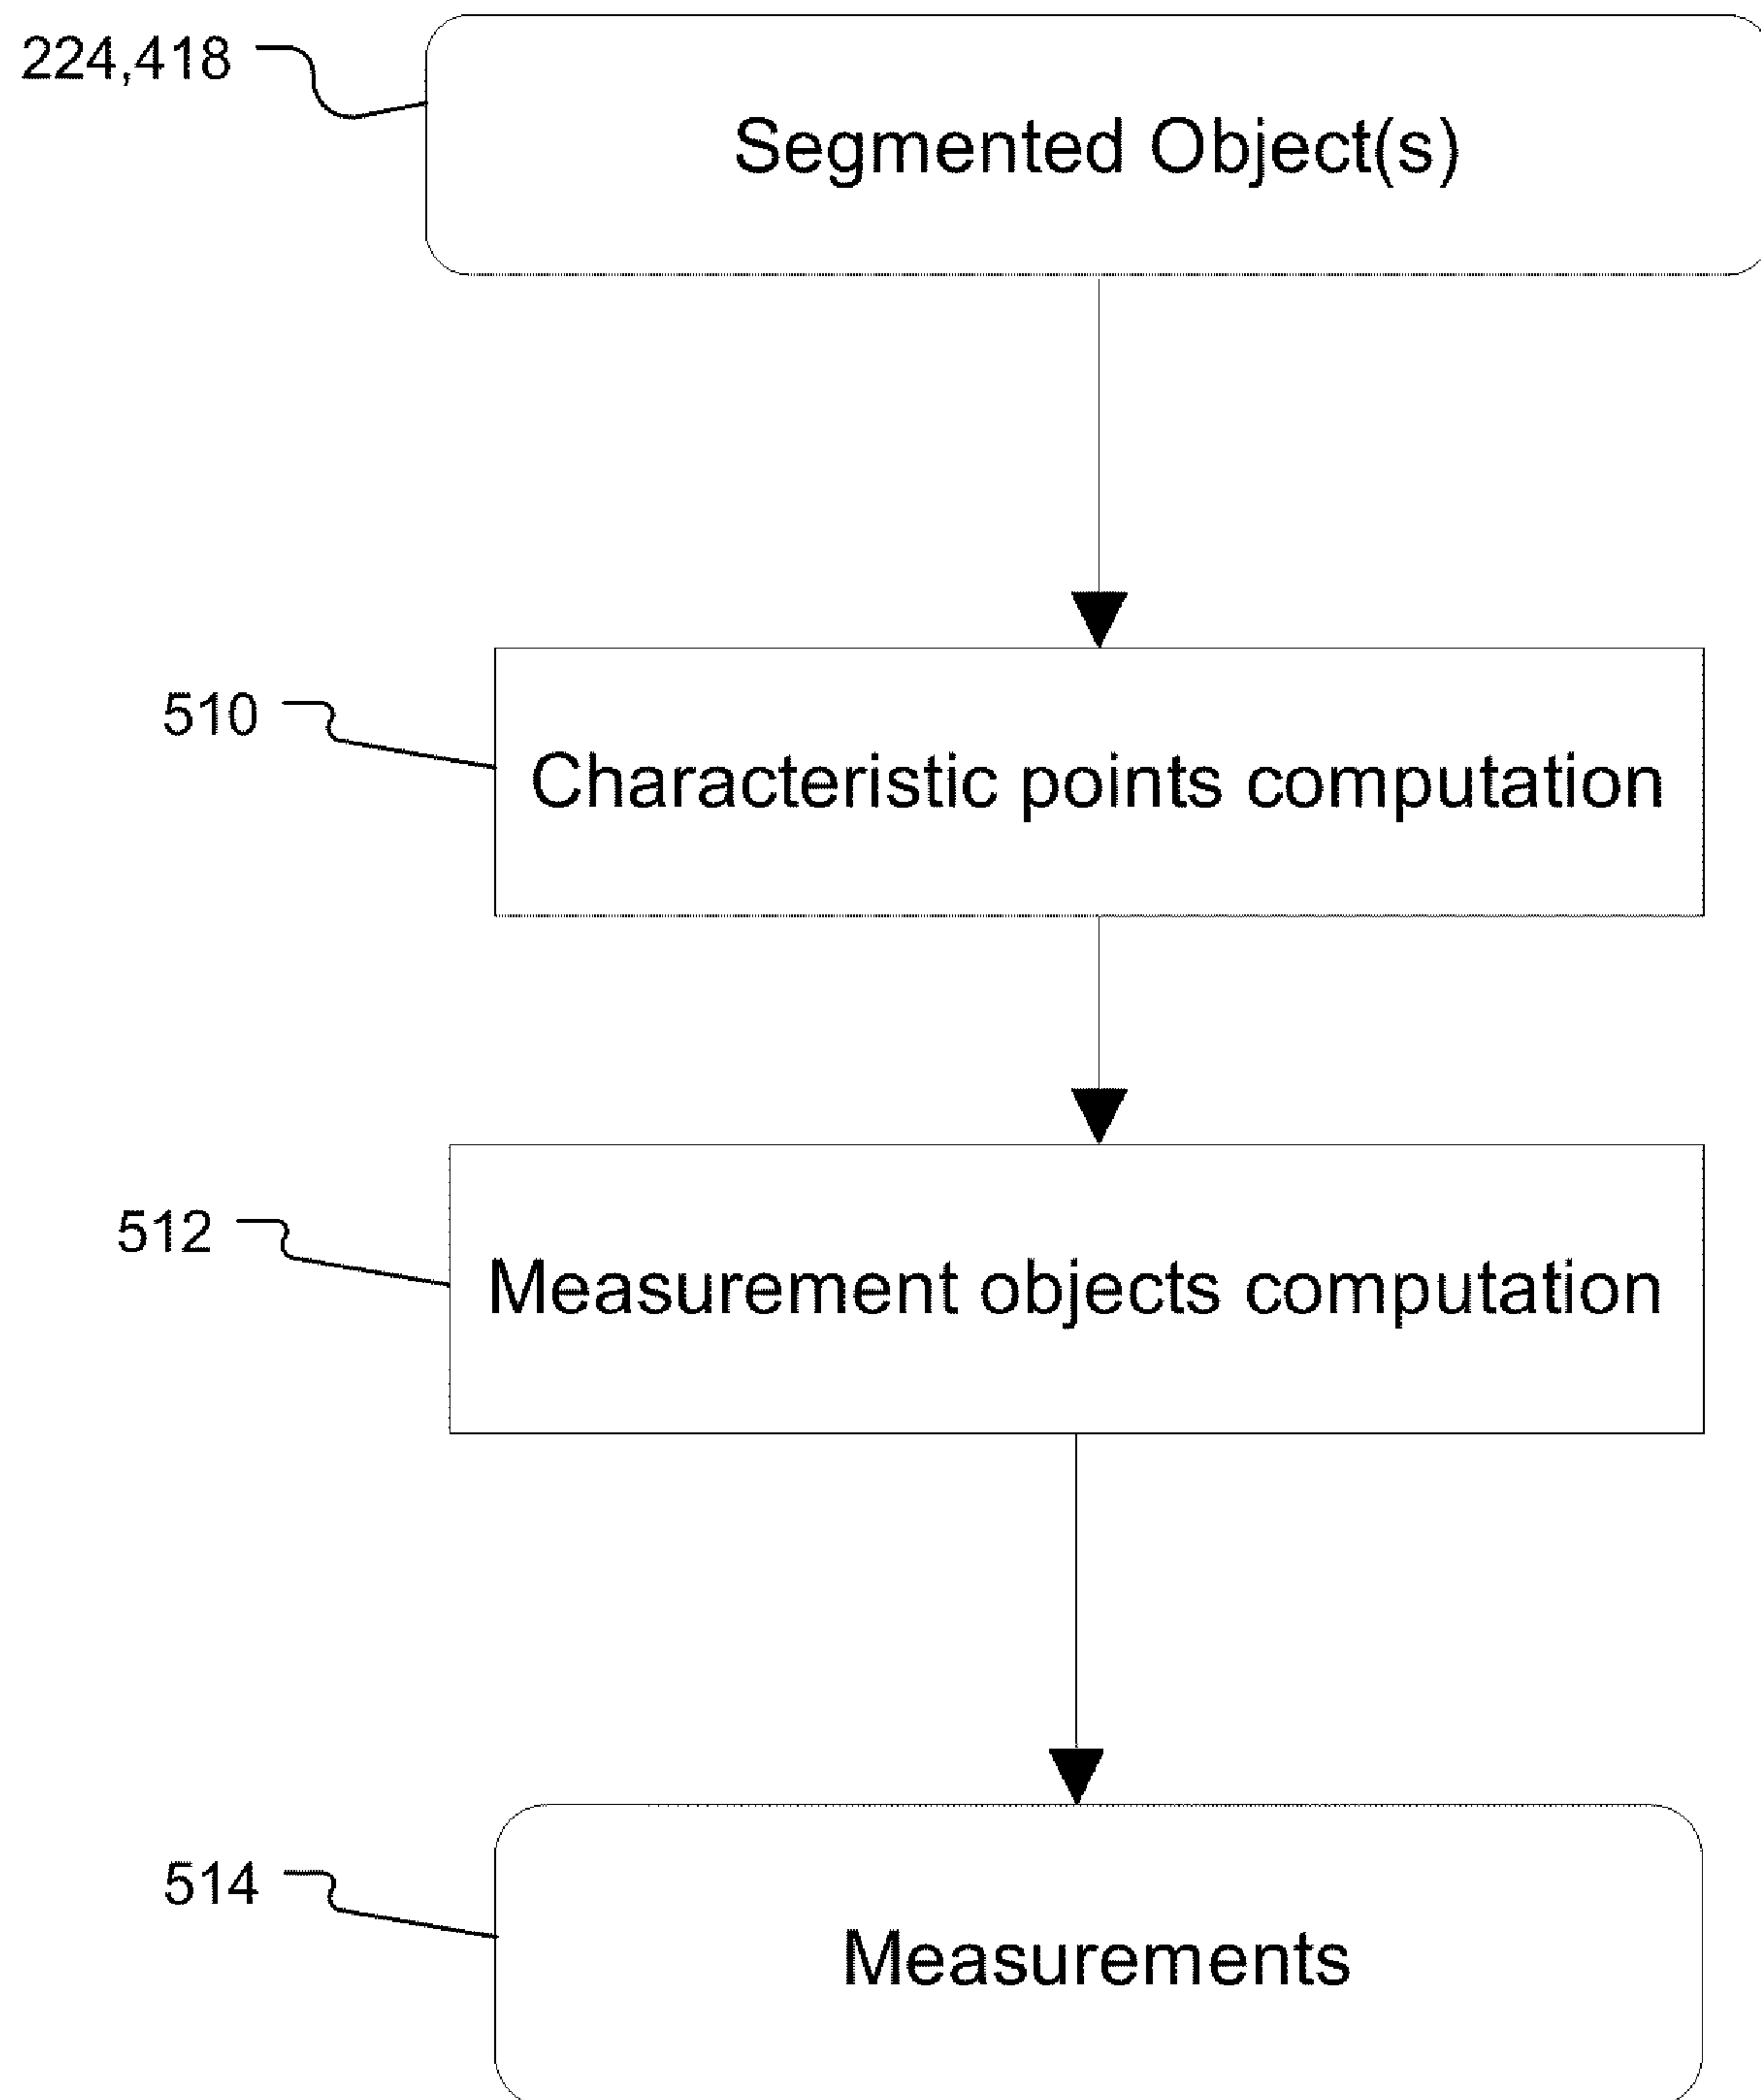 224,418
Segmented Object(s)
510
Characteristic points computation
512
Measurement objects computation
514
Measurements